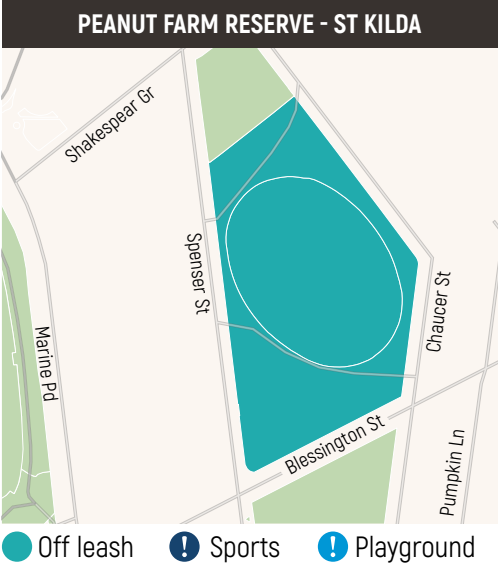 PEANUT FARM RESERVE - ST KILDA
Shakespear Gr
Spenser St
Chaucer St
Marine Pd
Blessington St
Pumpkin Ln
Off leash
! Sports
! Playground